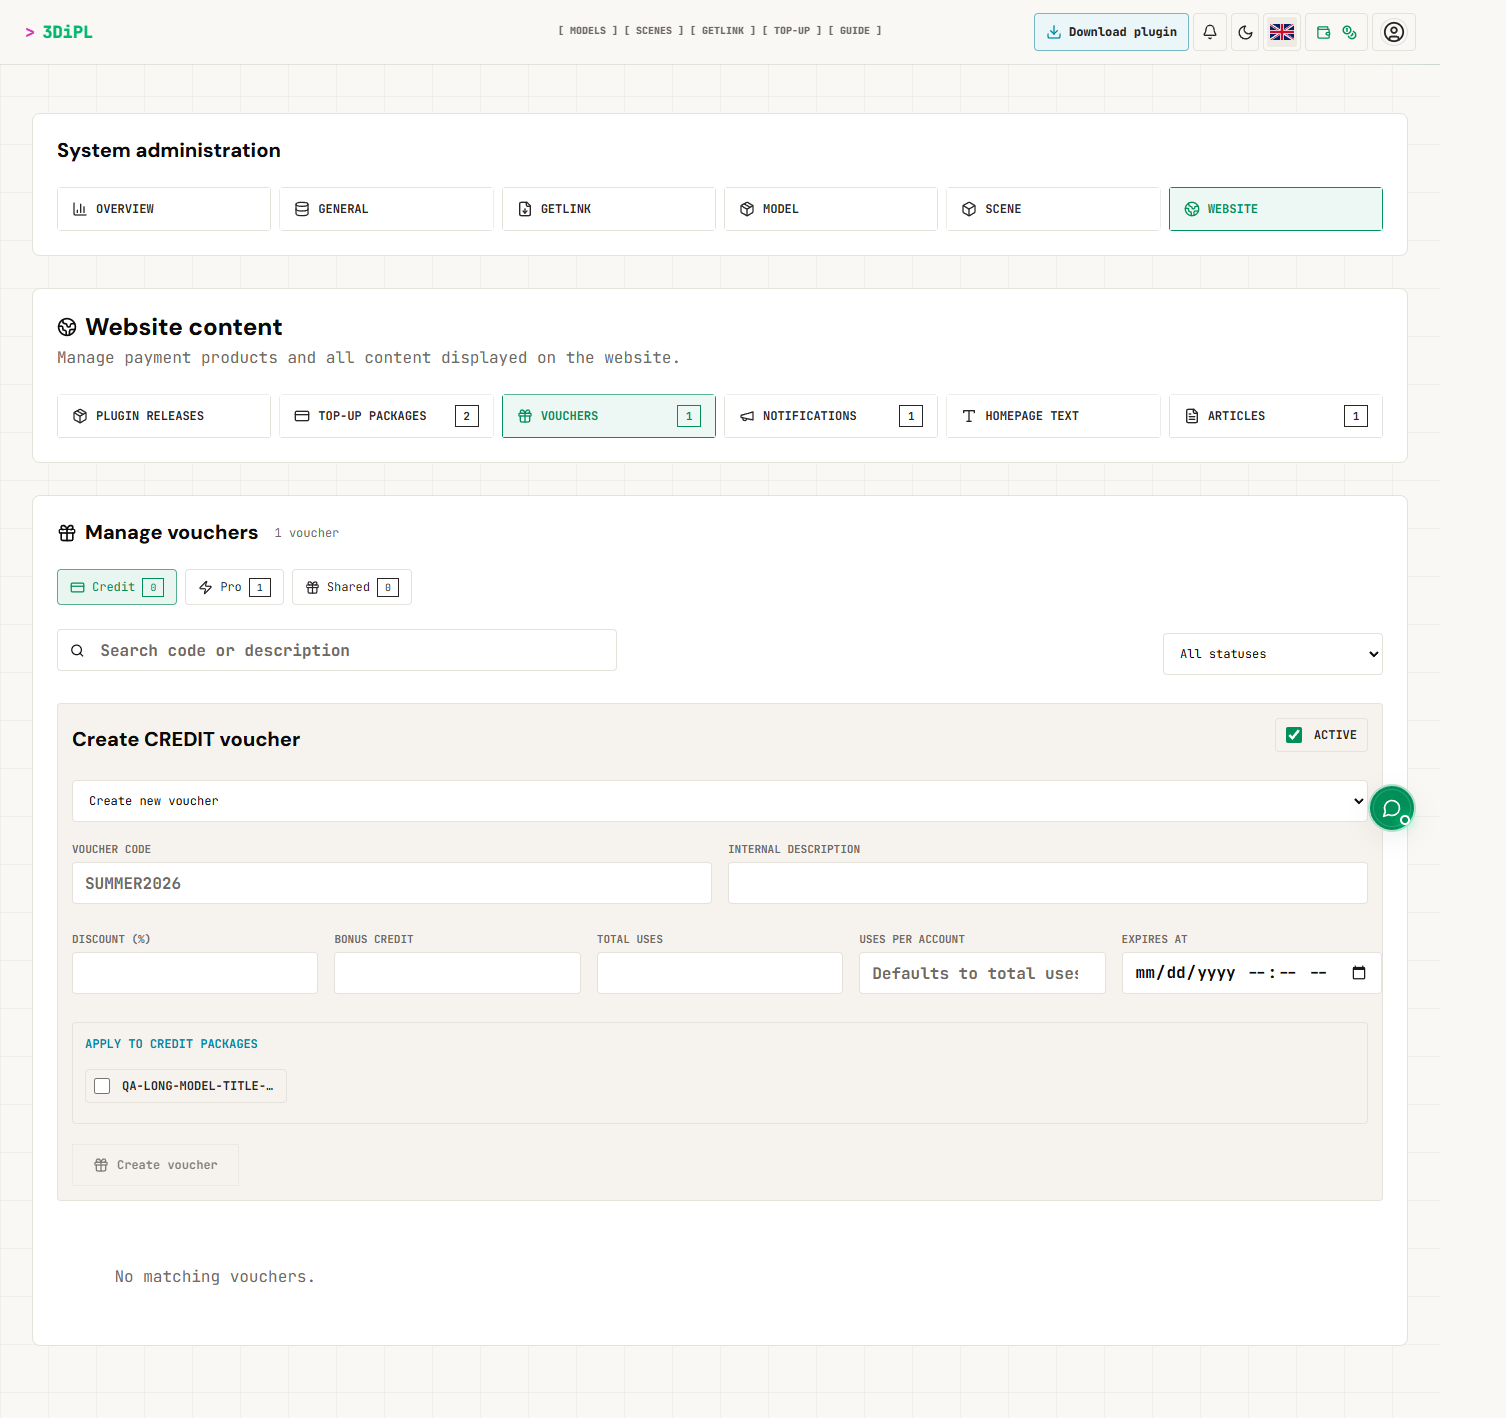 > 3DiPL
[ MODELS ] [ SCENES ] [ GETLINK ] [ TOP-UP ] [ GUIDE ]
Download plugin
System administration
OVERVIEW
GENERAL
GETLINK
MODEL
SCENE
WEBSITE
Website content
Manage payment products and all content displayed on the website.
PLUGIN RELEASES
TOP-UP PACKAGES 2
VOUCHERS 1
NOTIFICATIONS 1
HOMEPAGE TEXT
ARTICLES 1
Manage vouchers 1 voucher
Credit 0
Pro 1
Shared 0
Search code or description
All statuses
Create CREDIT voucher
ACTIVE
Create new voucher
VOUCHER CODE
INTERNAL DESCRIPTION
SUMMER2026
DISCOUNT (%)
BONUS CREDIT
TOTAL USES
USES PER ACCOUNT
EXPIRES AT
Defaults to total uses
mm/dd/yyyy --:-- --
APPLY TO CREDIT PACKAGES
QA-LONG-MODEL-TITLE-…
Create voucher
No matching vouchers.